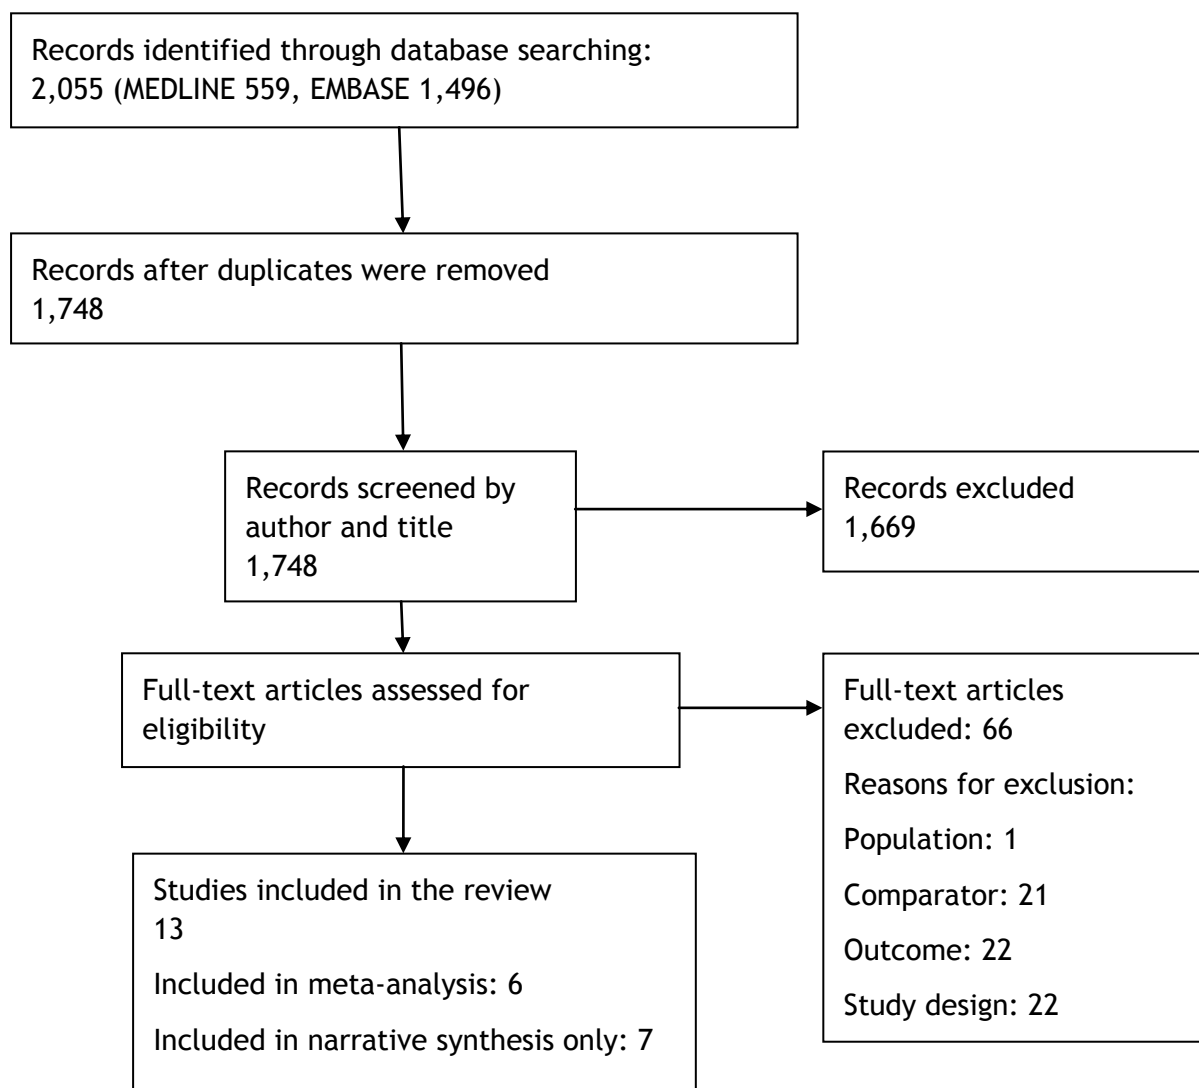 Records identified through database searching:
2,055 (MEDLINE 559, EMBASE 1,496)
Records after duplicates were removed
1,748
Records screened by
author and title
1,748
Records excluded
1,669
Full-text articles assessed for
eligibility
Full-text articles
excluded: 66
Reasons for exclusion:
Population: 1
Comparator: 21
Outcome: 22
Study design: 22
Studies included in the review
13
Included in meta-analysis: 6
Included in narrative synthesis only: 7